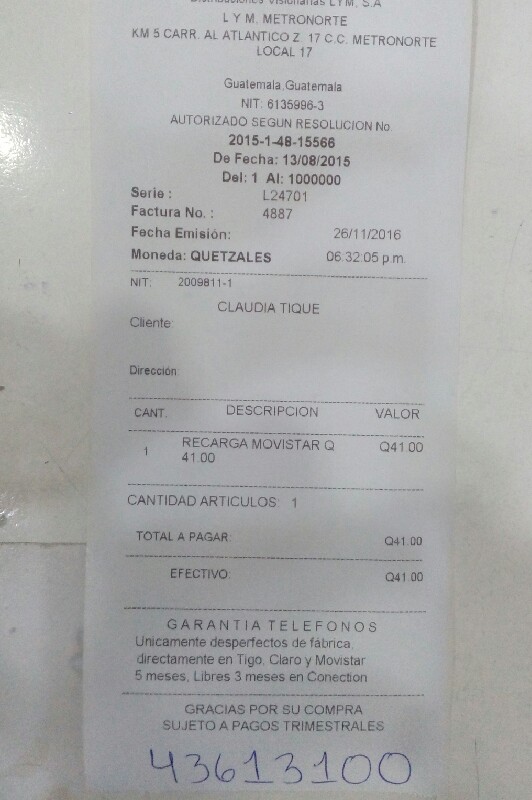 Distribuciones Visionarias LYM, S.A
L Y M. METRONORTE
KM 5 CARR. AL ATLANTICO Z. 17 C.C. METRONORTE
LOCAL 17
Guatemala,Guatemala
NIT: 6135996-3
AUTORIZADO SEGUN RESOLUCION No.
2015-1-48-15566
De Fecha: 13/08/2015
Del: 1 Al: 1000000
Serie : L24701
Factura No. : 4887
Fecha Emisión: 26/11/2016
Moneda: QUETZALES 06:32:05 p.m.
NIT: 2009811-1
CLAUDIA TIQUE
Cliente:
Dirección:
CANT. DESCRIPCION VALOR
1 RECARGA MOVISTAR Q Q41.00
41.00
CANTIDAD ARTICULOS: 1
TOTAL A PAGAR: Q41.00
EFECTIVO: Q41.00
GARANTIA TELEFONOS
Unicamente desperfectos de fábrica,
directamente en Tigo, Claro y Movistar
5 meses, Libres 3 meses en Conection
GRACIAS POR SU COMPRA
SUJETO A PAGOS TRIMESTRALES
43613100